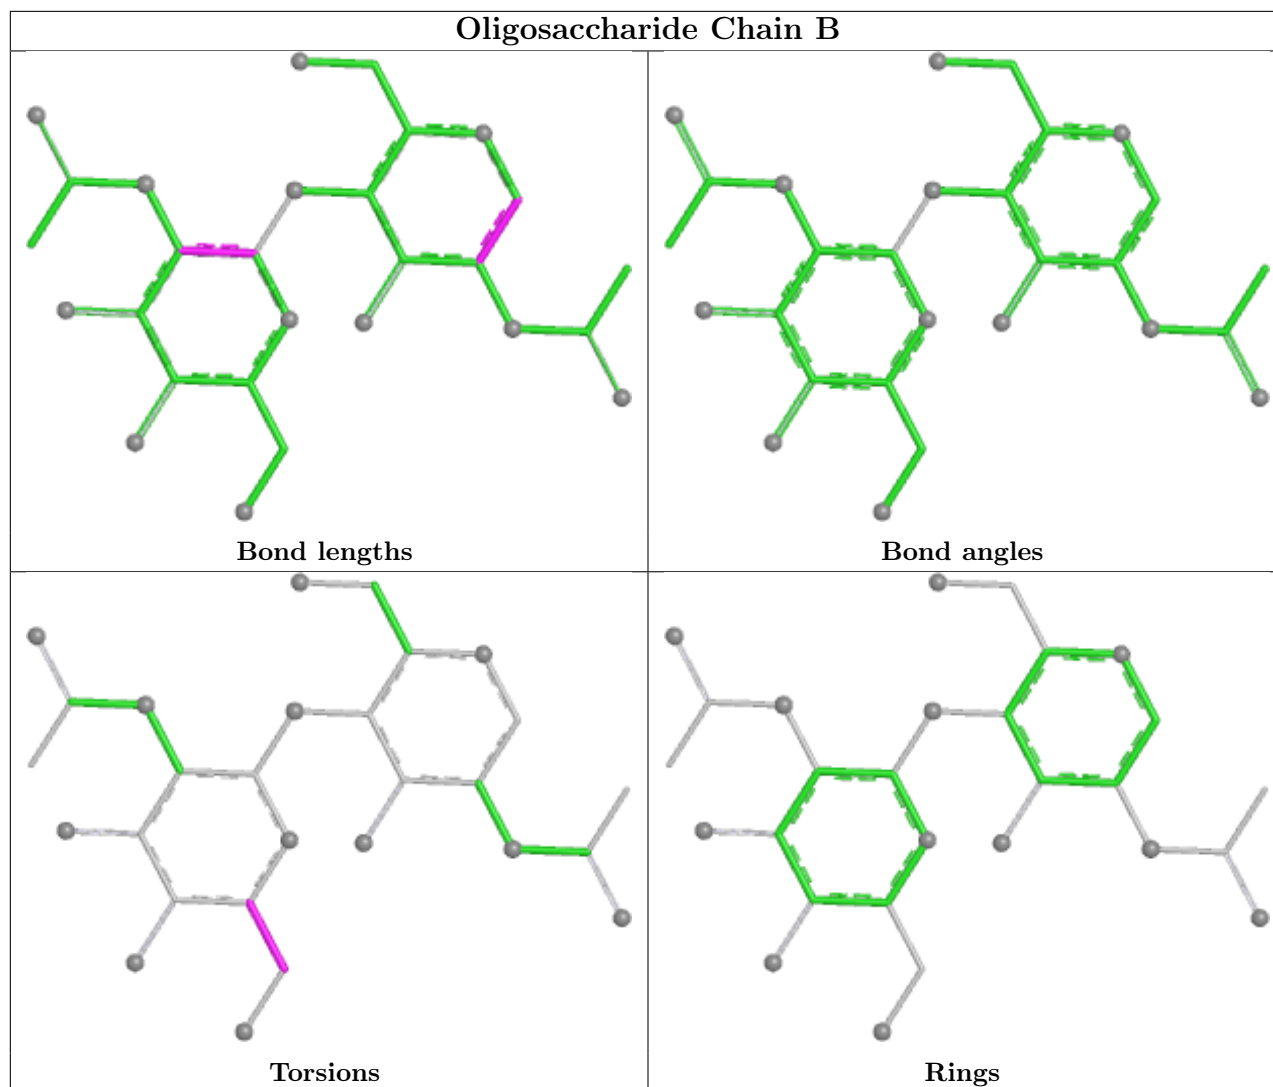 Oligosaccharide Chain B
Bond lengths
Bond angles
Torsions
Rings